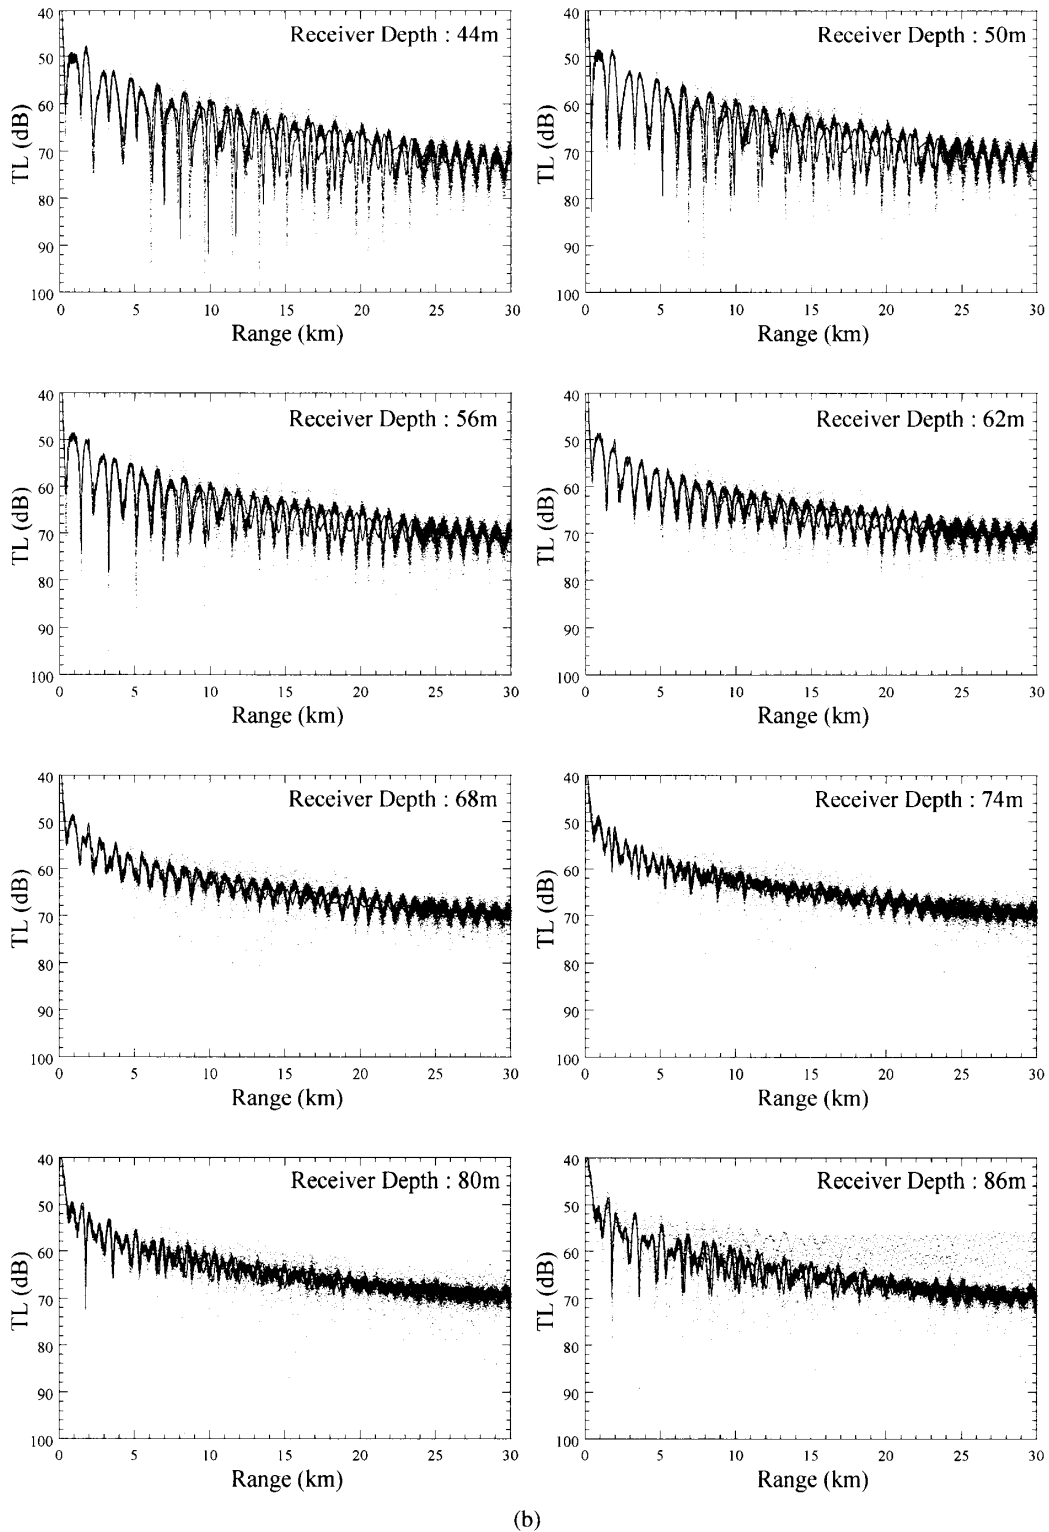 Receiver Depth : 44m
TL (dB)
40
50
60
70
80
90
100
0 5 10 15 20 25 30
Range (km)
Receiver Depth : 50m
TL (dB)
40
50
60
70
80
90
100
0 5 10 15 20 25 30
Range (km)
Receiver Depth : 56m
TL (dB)
40
50
60
70
80
90
100
0 5 10 15 20 25 30
Range (km)
Receiver Depth : 62m
TL (dB)
40
50
60
70
80
90
100
0 5 10 15 20 25 30
Range (km)
Receiver Depth : 68m
TL (dB)
40
50
60
70
80
90
100
0 5 10 15 20 25 30
Range (km)
Receiver Depth : 74m
TL (dB)
40
50
60
70
80
90
100
0 5 10 15 20 25 30
Range (km)
Receiver Depth : 80m
TL (dB)
40
50
60
70
80
90
100
0 5 10 15 20 25 30
Range (km)
Receiver Depth : 86m
TL (dB)
40
50
60
70
80
90
100
0 5 10 15 20 25 30
Range (km)
(b)